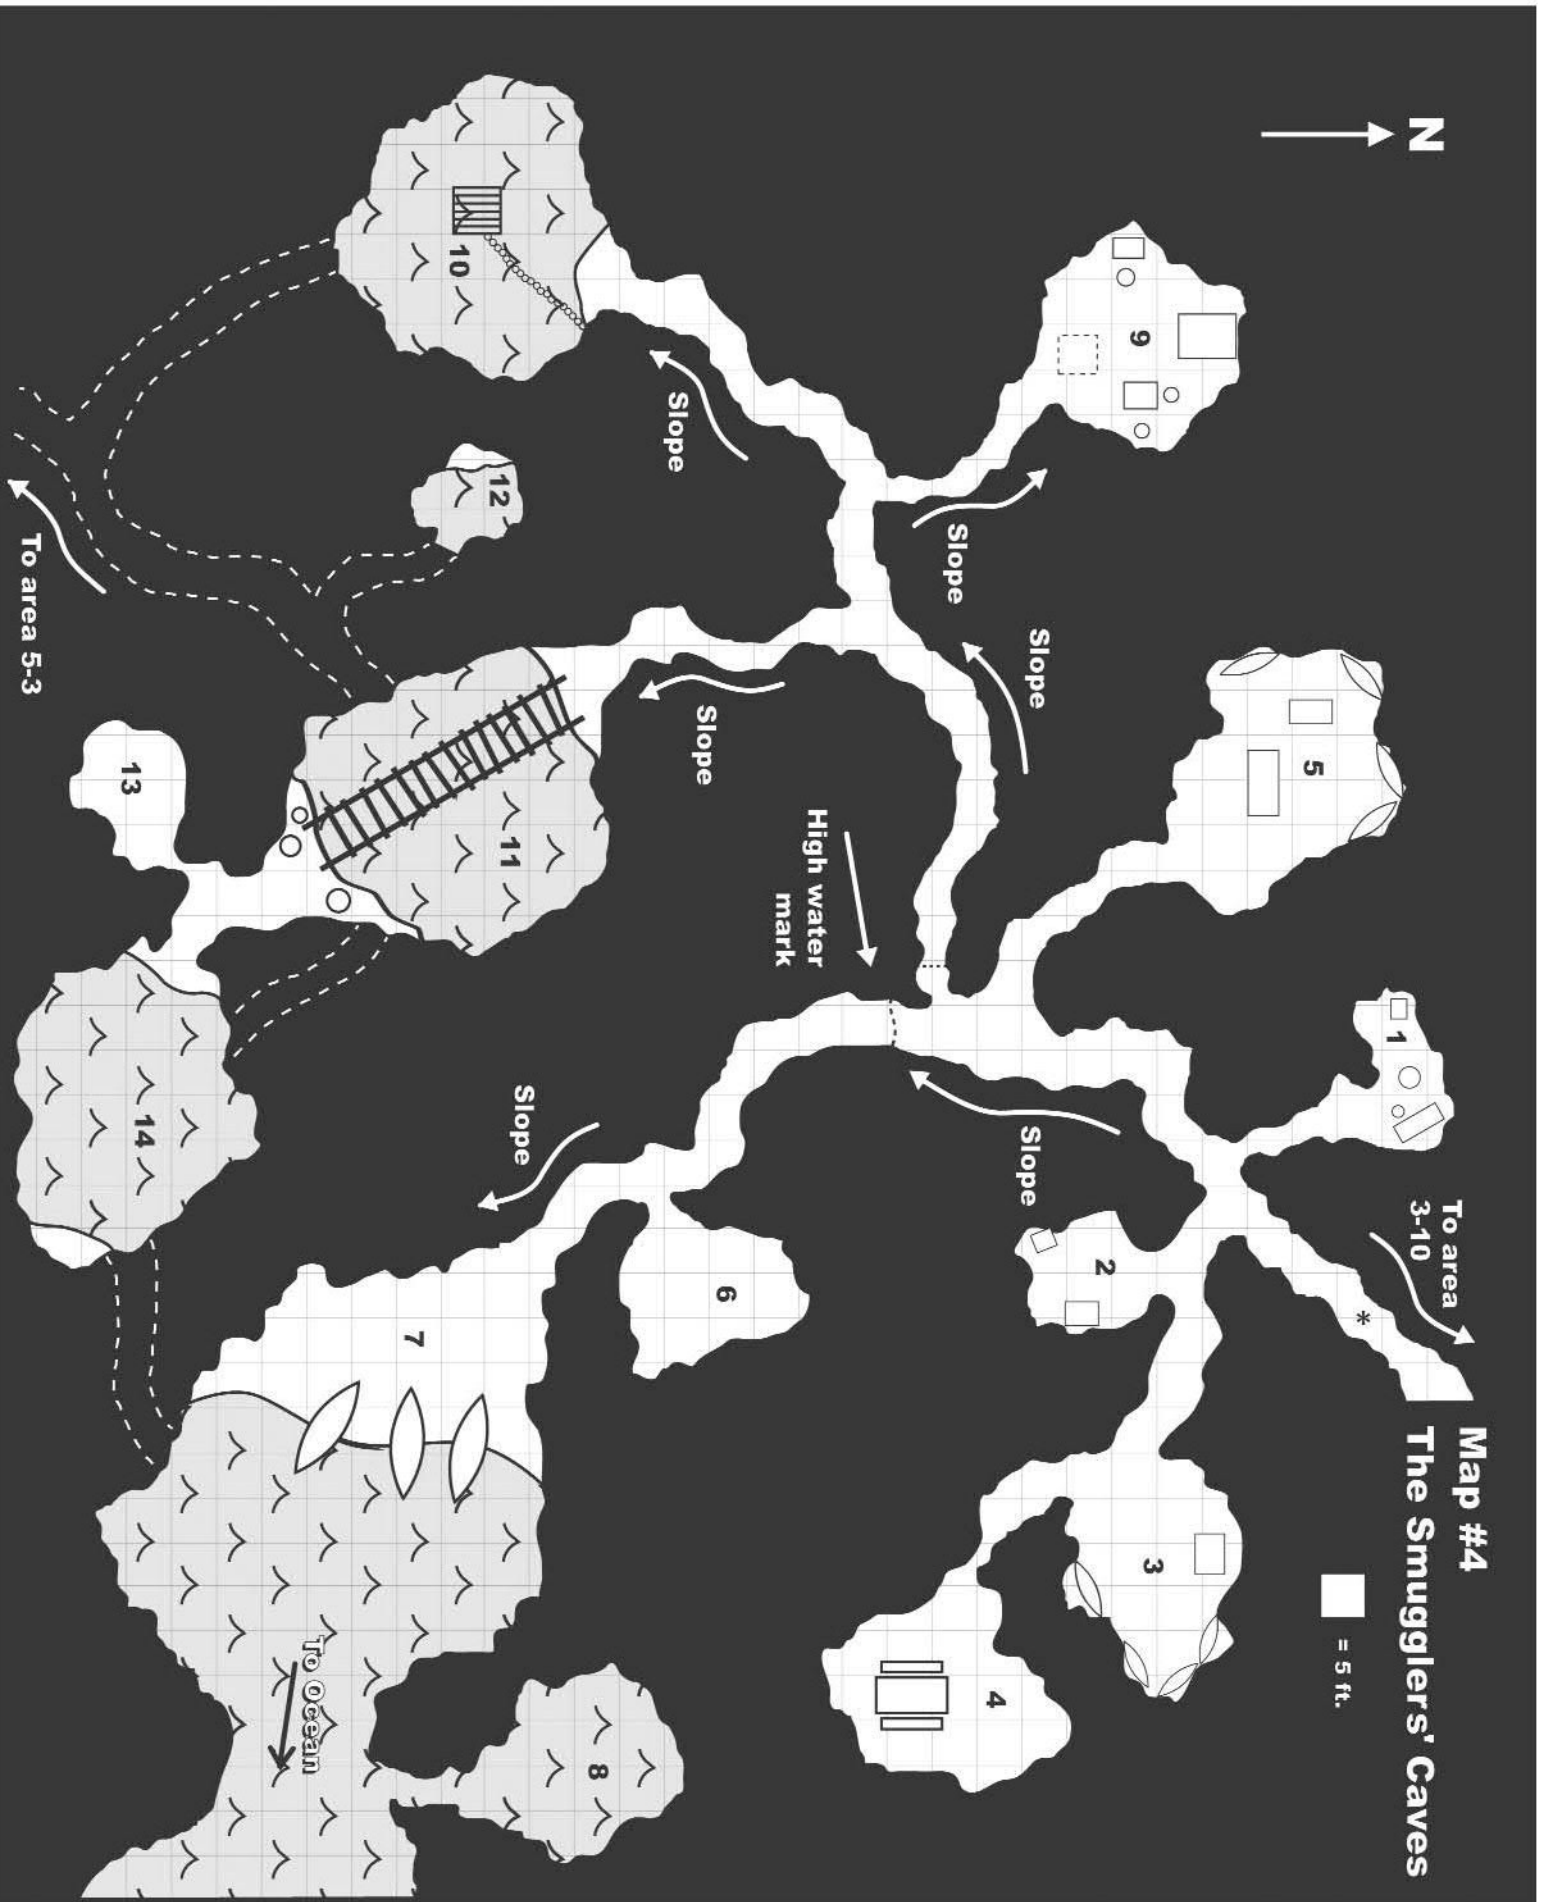 Map #4
The Smugglers' Caves
= 5 ft.
N
To area
3-10
*
1
2
3
4
5
6
7
8
9
10
11
12
13
14
Slope
Slope
Slope
Slope
Slope
Slope
High water
mark
To Ocean
To area 5-3